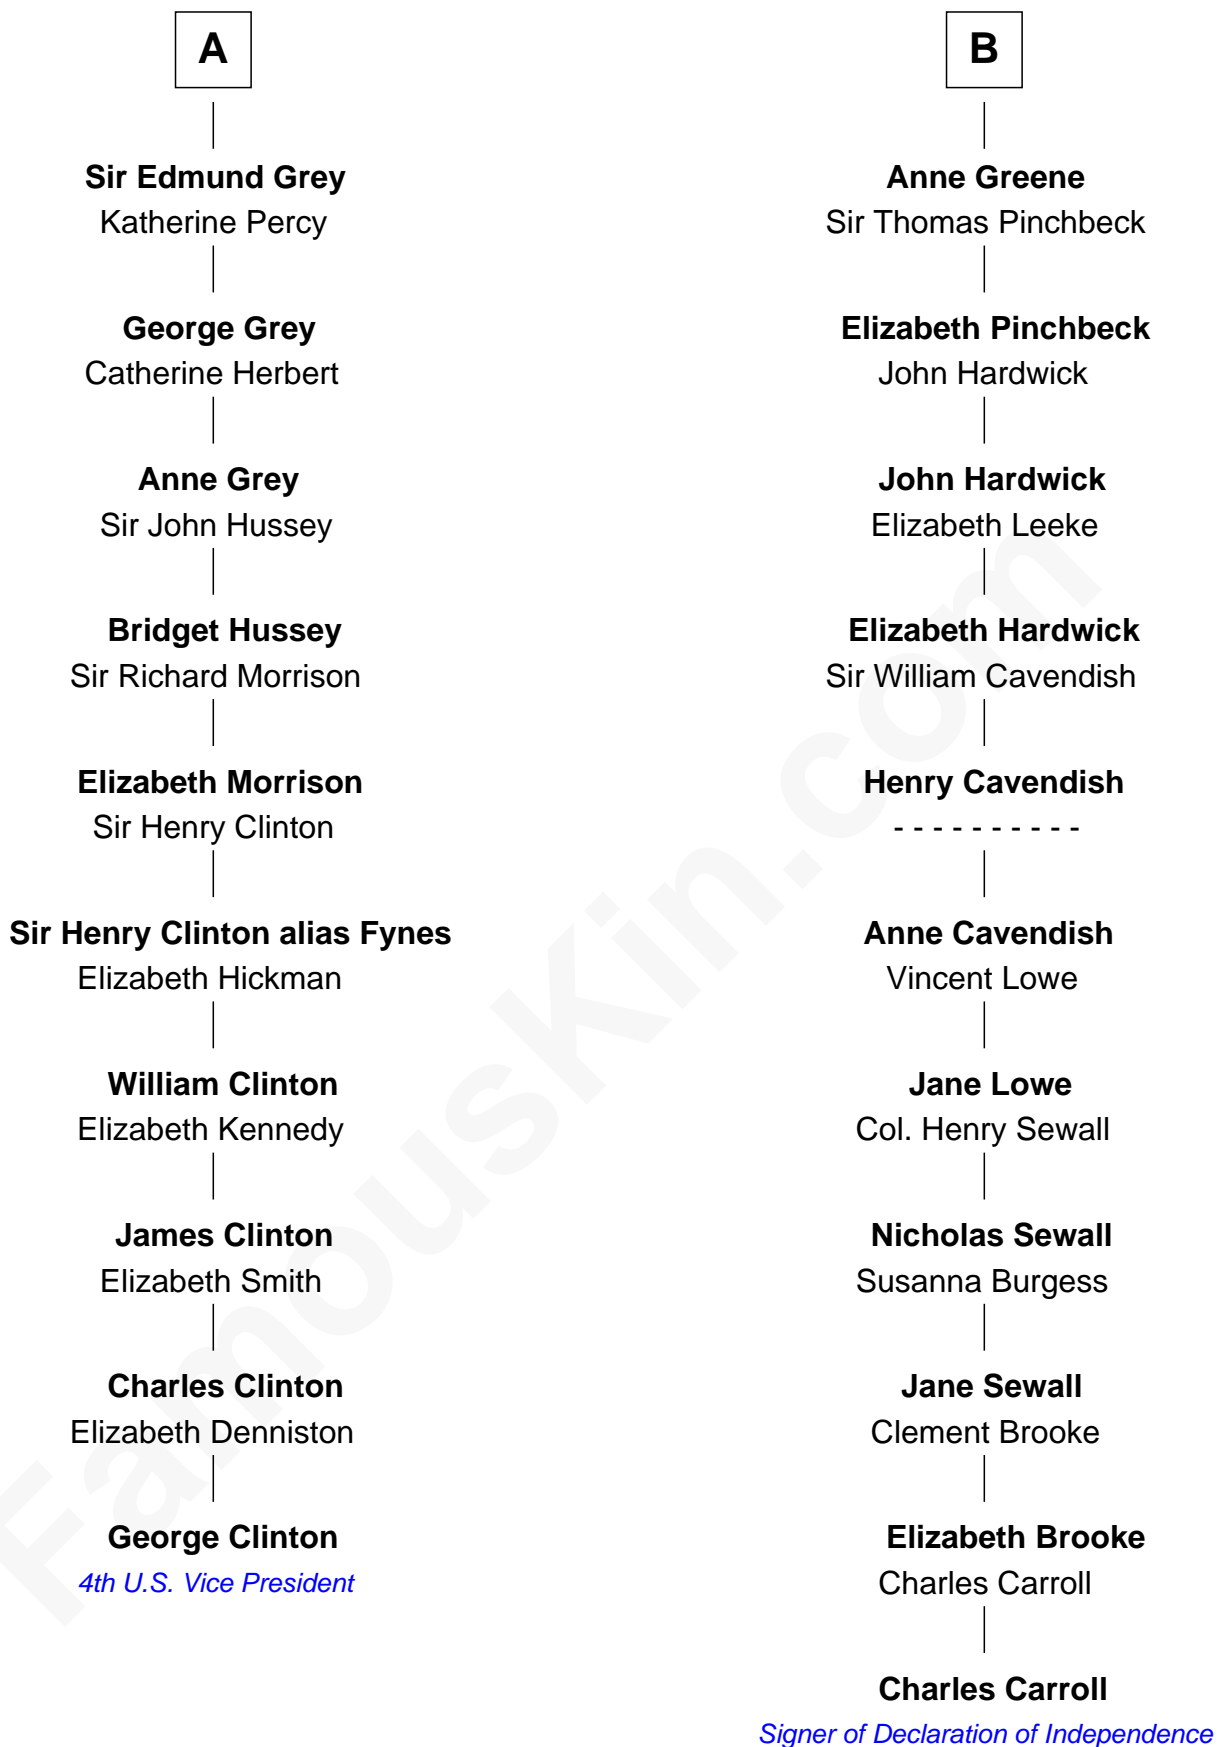 A
Sir Edmund Grey
Katherine Percy
George Grey
Catherine Herbert
Anne Grey
Sir John Hussey
Bridget Hussey
Sir Richard Morrison
Elizabeth Morrison
Sir Henry Clinton
Sir Henry Clinton alias Fynes
Elizabeth Hickman
William Clinton
Elizabeth Kennedy
James Clinton
Elizabeth Smith
Charles Clinton
Elizabeth Denniston
George Clinton
4th U.S. Vice President
B
Anne Greene
Sir Thomas Pinchbeck
Elizabeth Pinchbeck
John Hardwick
John Hardwick
Elizabeth Leeke
Elizabeth Hardwick
Sir William Cavendish
Henry Cavendish
- - - - - - - - - -
Anne Cavendish
Vincent Lowe
Jane Lowe
Col. Henry Sewall
Nicholas Sewall
Susanna Burgess
Jane Sewall
Clement Brooke
Elizabeth Brooke
Charles Carroll
Charles Carroll
Signer of Declaration of Independence
FamousKin.com